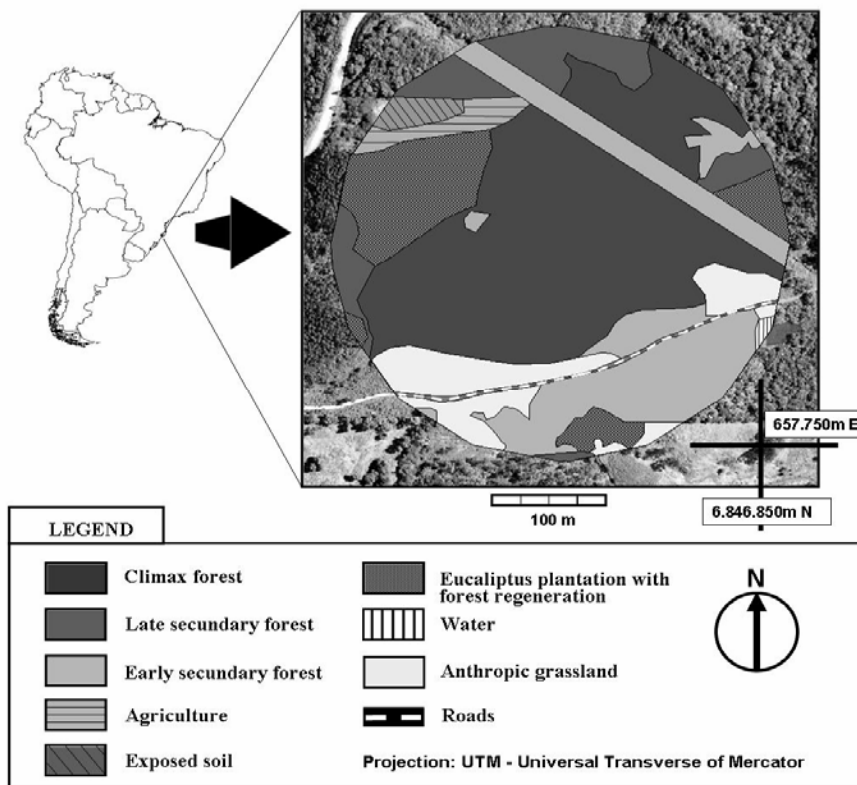 657.750m E
6.846.850m N
100 m
LEGEND
Climax forest
Late secundary forest
Early secundary forest
Agriculture
Exposed soil
Eucaliptus plantation with
forest regeneration
Water
Anthropic grassland
Roads
Projection: UTM - Universal Transverse of Mercator
N